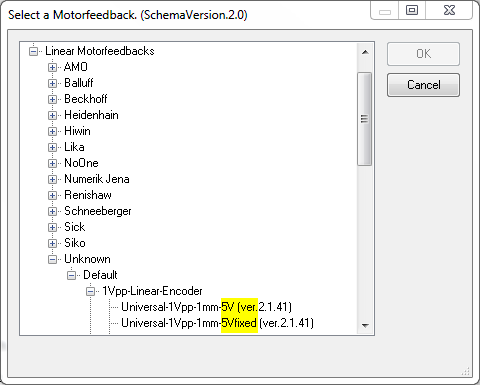 Select a Motorfeedback. (SchemaVersion.2.0)
Linear Motorfeedbacks
OK
AMO
Balluff
Cancel
Beckhoff
Heidenhain
Hiwin
Lika
NoOne
Numerik Jena
Renishaw
Schneeberger
Sick
Siko
Unknown
Default
1Vpp-Linear-Encoder
Universal-1Vpp-1mm-5V (ver.2.1.41)
Universal-1Vpp-1mm-5Vfixed (ver.2.1.41)